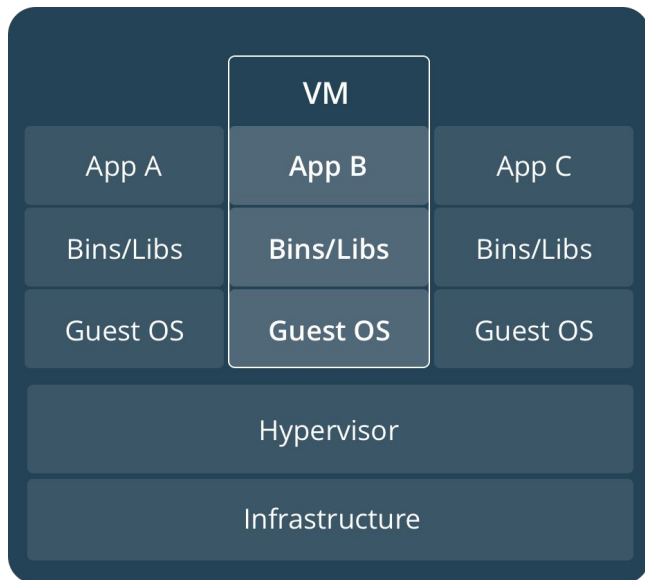 VM
App A App B App C
Bins/Libs Bins/Libs Bins/Libs
Guest OS Guest OS Guest OS
Hypervisor
Infrastructure